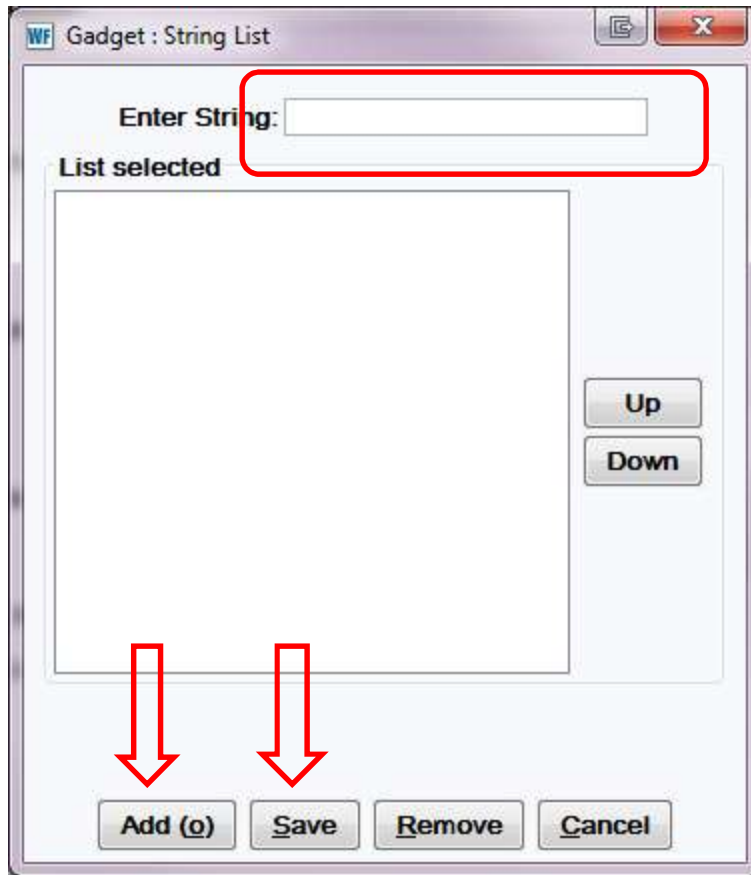 WF Gadget : String List
Enter String:
List selected
Up
Down
Add (o) Save Remove Cancel